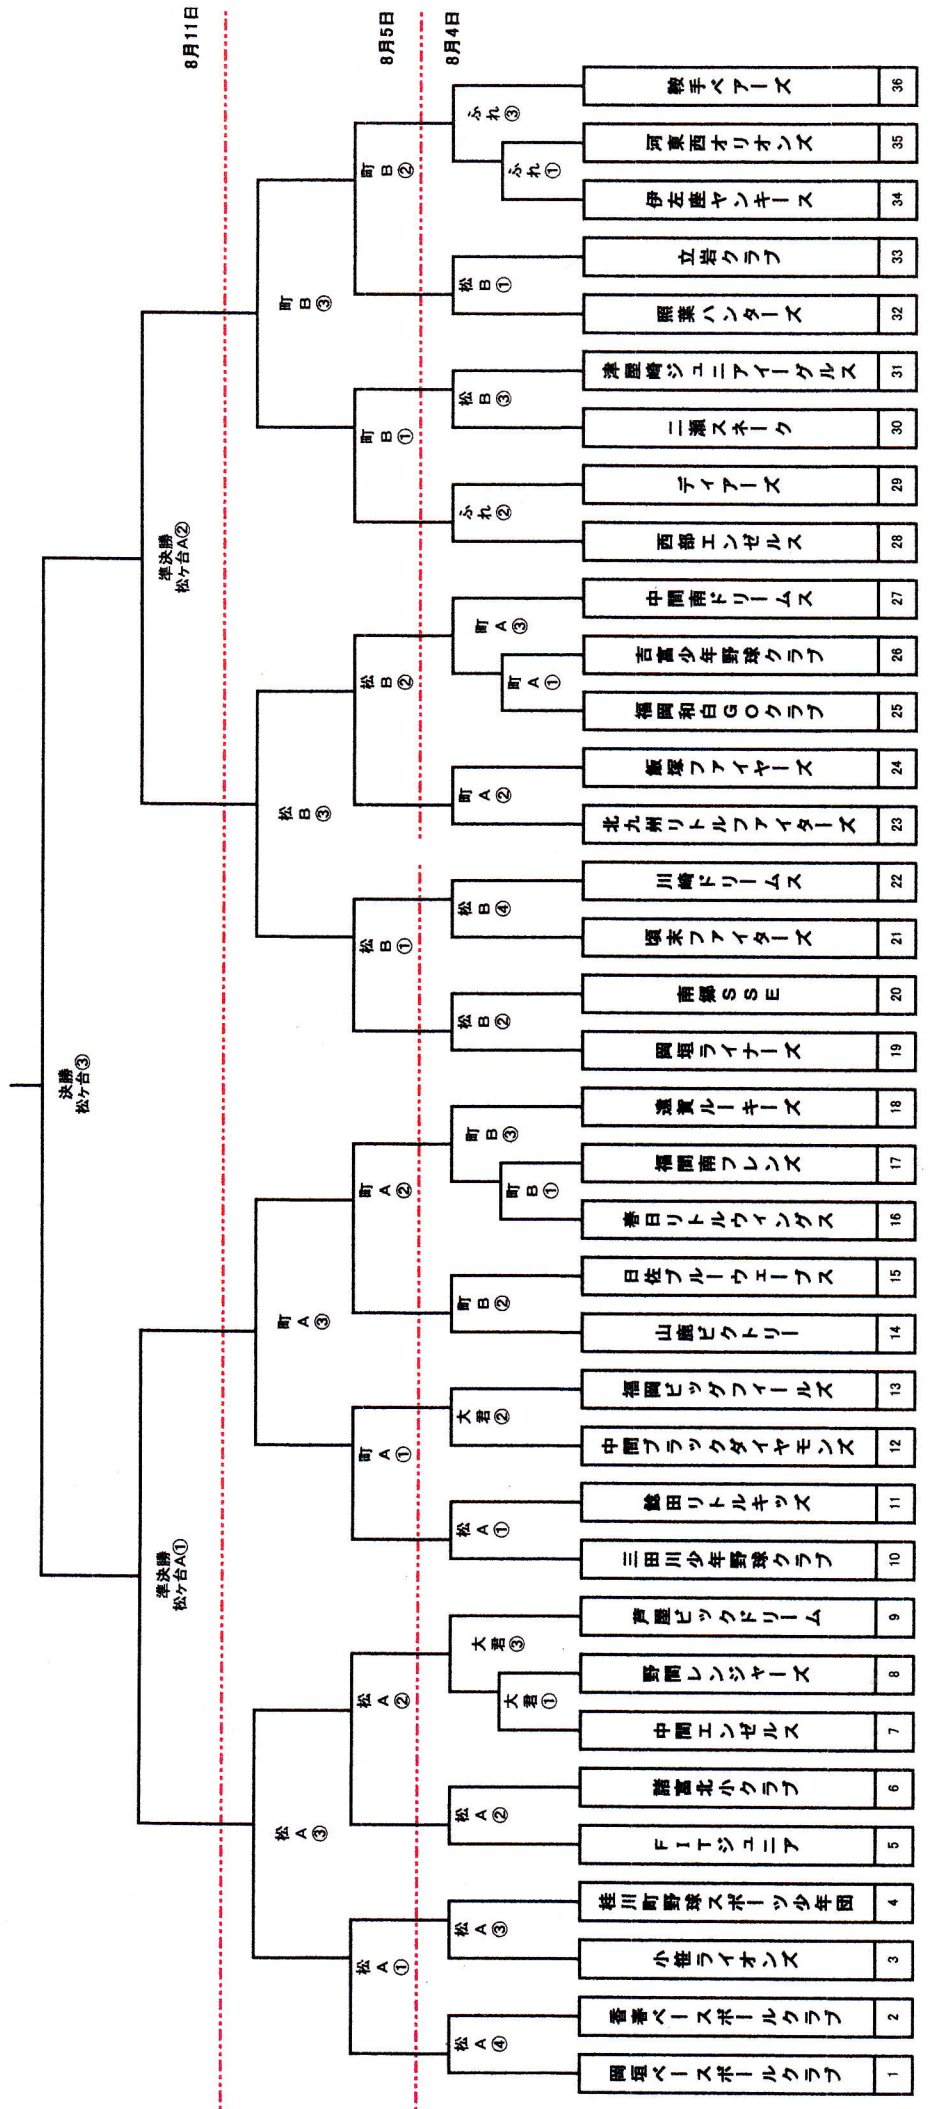 決勝
松ヶ台③
準決勝
松ヶ台A①
準決勝
松ヶ台A②
8月11日
松A③
町A③
松B③
町B③
8月5日
松A①
松A②
町A①
町A②
松B①
松B②
町B①
町B②
8月4日
松A④
松A③
松A②
大君③
大君①
松A①
大君②
町B②
町B③
町B①
松B②
松B④
町A②
町A③
町A①
ふれ②
松B③
松B①
ふれ③
ふれ①
1 岡垣ベースボールクラブ
2 香春ベースボールクラブ
3 小笹ライオンズ
4 桂川町野球スポーツ少年団
5 FITジュニア
6 諸富北小クラブ
7 中間エンゼルス
8 野間レンジャーズ
9 芦屋ビックドリーム
10 三田川少年野球クラブ
11 鯰田リトルキッズ
12 中間ブラックダイヤモンズ
13 福岡ビッグフィールズ
14 山鹿ビクトリー
15 日佐ブルーウェーブス
16 春日リトルウィングス
17 福間南フレンズ
18 遠賀ルーキーズ
19 岡垣ライナーズ
20 南郷SSE
21 頃末ファイターズ
22 川崎ドリームス
23 北九州リトルファイターズ
24 飯塚ファイヤーズ
25 福岡和白GOクラブ
26 吉富少年野球クラブ
27 中間南ドリームス
28 西部エンゼルス
29 ディアーズ
30 二瀬スネーク
31 津屋崎ジュニアイーグルス
32 照葉ハンターズ
33 立岩クラブ
34 伊左座ヤンキース
35 河東西オリオンズ
36 鞍手ベアーズ